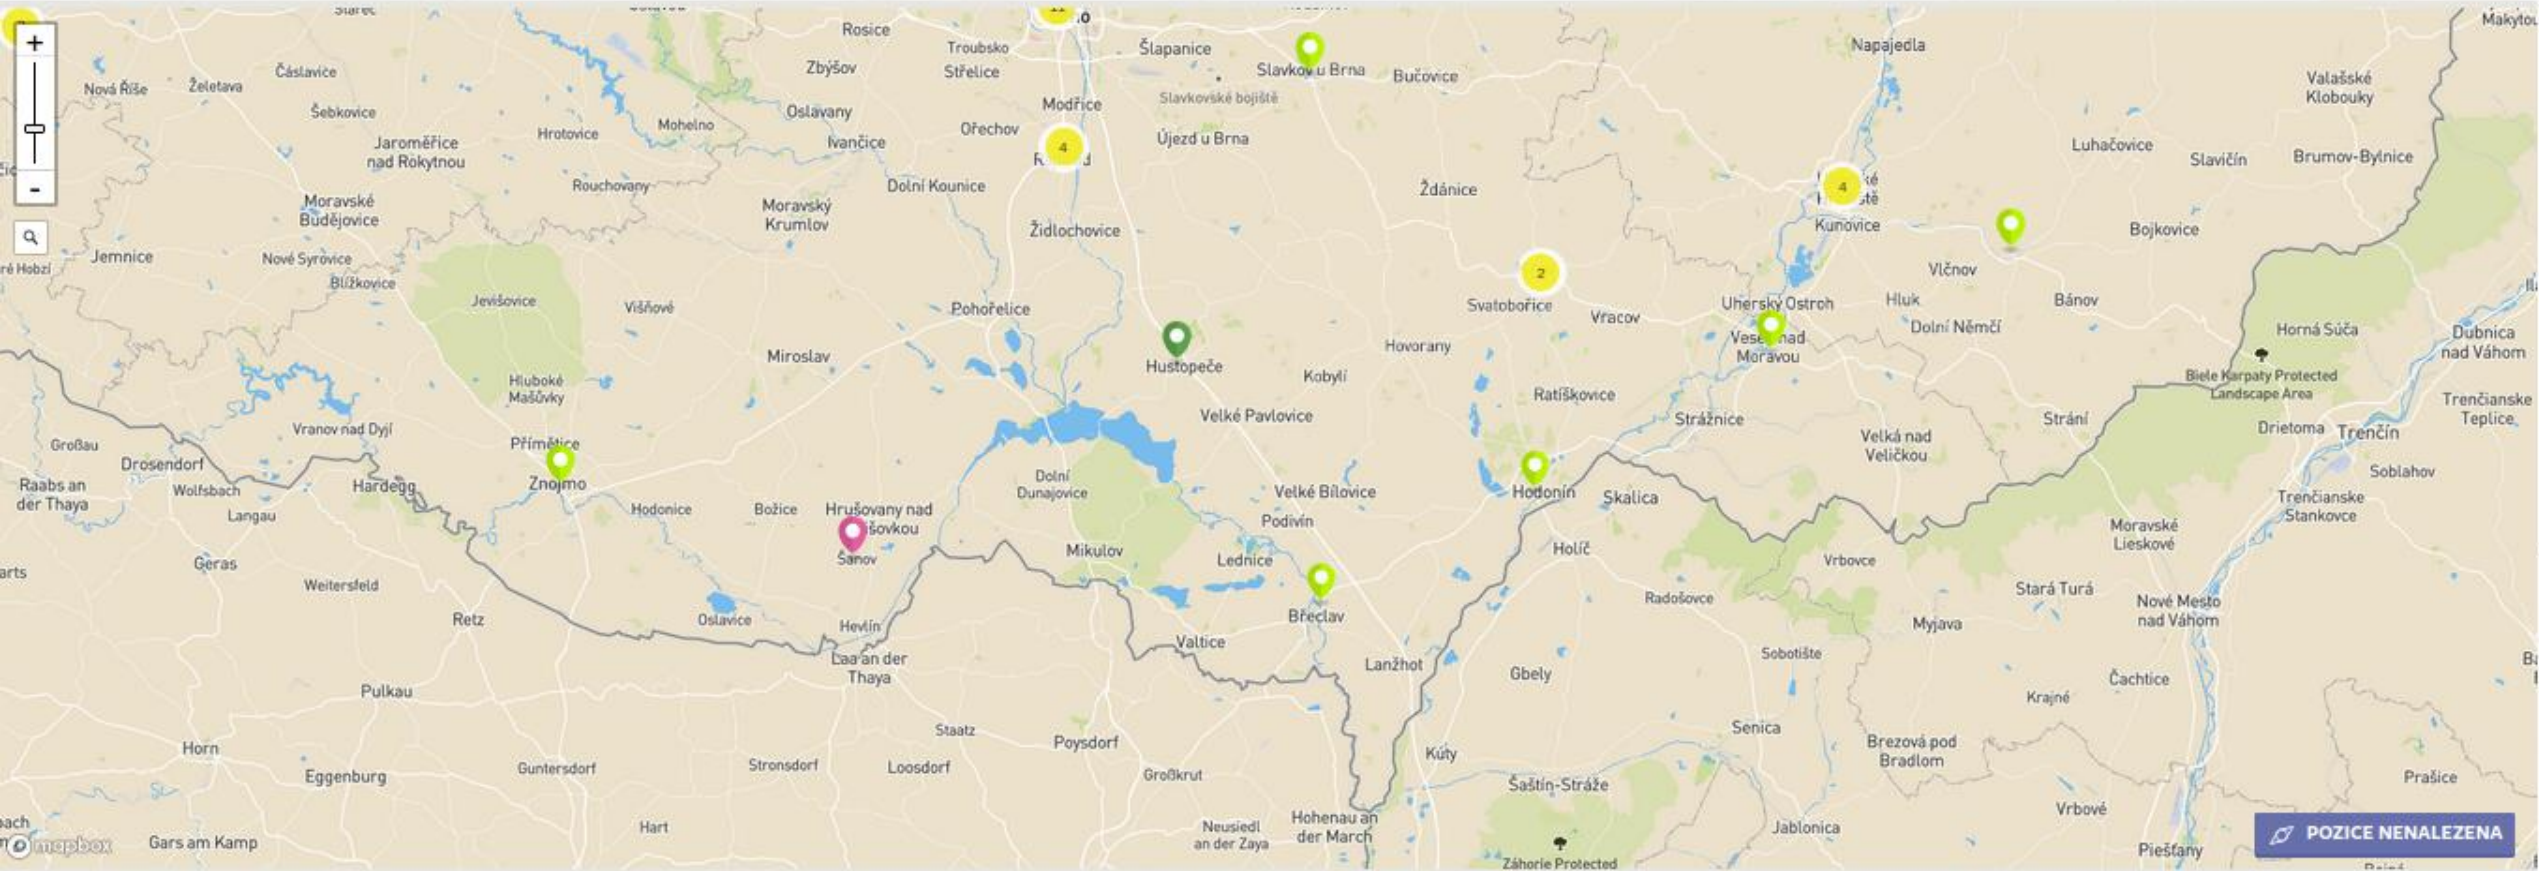 Rosice
Troubsko
Šlapanice
Napajedla
Zbýšov
Střelice
Slavkov u Brna
Bučovice
Nová Říše
Želetava
Čáslavice
Valašské
Klobouky
Šebkovice
Oslavany
Modřice
Slavkovské bojiště
Mohelno
Hrotovice
Ořechov
Jaroměřice
nad Rokytnou
Ivančice
Újezd u Brna
Luhačovice
Slavičín
Brumov-Bylnice
4
Rouchovany
Dolní Kounice
Ždánice
4
Moravské
Budějovice
Moravský
Krumlov
Židlochovice
Kunovice
Bojkovice
Jemnice
Nové Syrovice
Blížkovice
2
Vlčnov
Jevišovice
Višňové
Pohořelice
Svatobořice
Vracov
Uherský Ostroh
Hluk
Bánov
Dolní Němčí
Horná Súča
Dubnica
nad Váhom
Miroslav
Hustopeče
Hovorany
Moravou
Kobylí
Biele Karpaty Protected
Landscape Area
Hluboké
Mašůvky
Ratíškovice
Velké Pavlovice
Strážnice
Strání
Trenčianske
Teplice
Vranov nad Dyjí
Přímětice
Velká nad
Veličkou
Drietoma
Trenčín
Großau
Drosendorf
Znojmo
Dolní
Dunajovice
Soblahov
Raabs an
der Thaya
Wolfsbach
Hardegg
Velké Bílovice
Hodonín
Skalica
Trenčianske
Stankovce
Langau
Hodonice
Božice
Hrušovany nad
Podivín
Moravské
Lieskové
Šanov
Mikulov
Lednice
Holíč
Vrbovce
Geras
Weitersfeld
Stará Turá
Radošovce
Nové Mesto
nad Váhom
Retz
Oslavice
Hevlín
Břeclav
Myjava
Valtice
Laa an der
Thaya
Lanžhot
Sobotište
Gbely
Čachtice
Pulkau
Krajné
Staatz
Poysdorf
Senica
Brezová pod
Bradlom
Horn
Kúty
Eggenburg
Guntersdorf
Stronsdorf
Loosdorf
Großkrut
Šaštín-Stráže
Prašice
Vrbové
Hohenau an
der March
Hart
Neusiedl
an der Zaya
Jablonica
POZICE NENALEZENA
mapbox
Gars am Kamp
Piešťany
Záhorie Protected